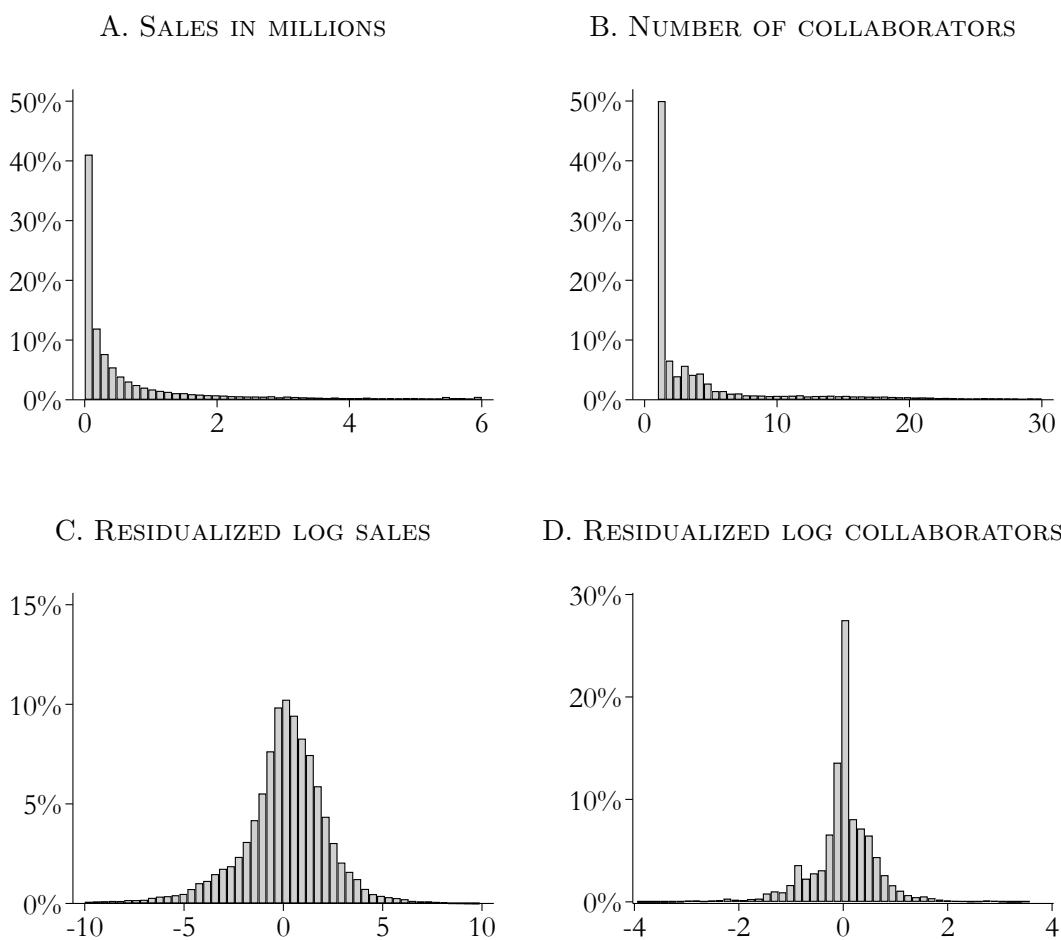 A. Sales in millions
B. Number of collaborators
50%
40%
30%
20%
10%
0%
0 2 4 6
50%
40%
30%
20%
10%
0%
0 10 20 30
C. Residualized log sales
D. Residualized log collaborators
15%
10%
5%
0%
-10 -5 0 5 10
30%
20%
10%
0%
-4 -2 0 2 4